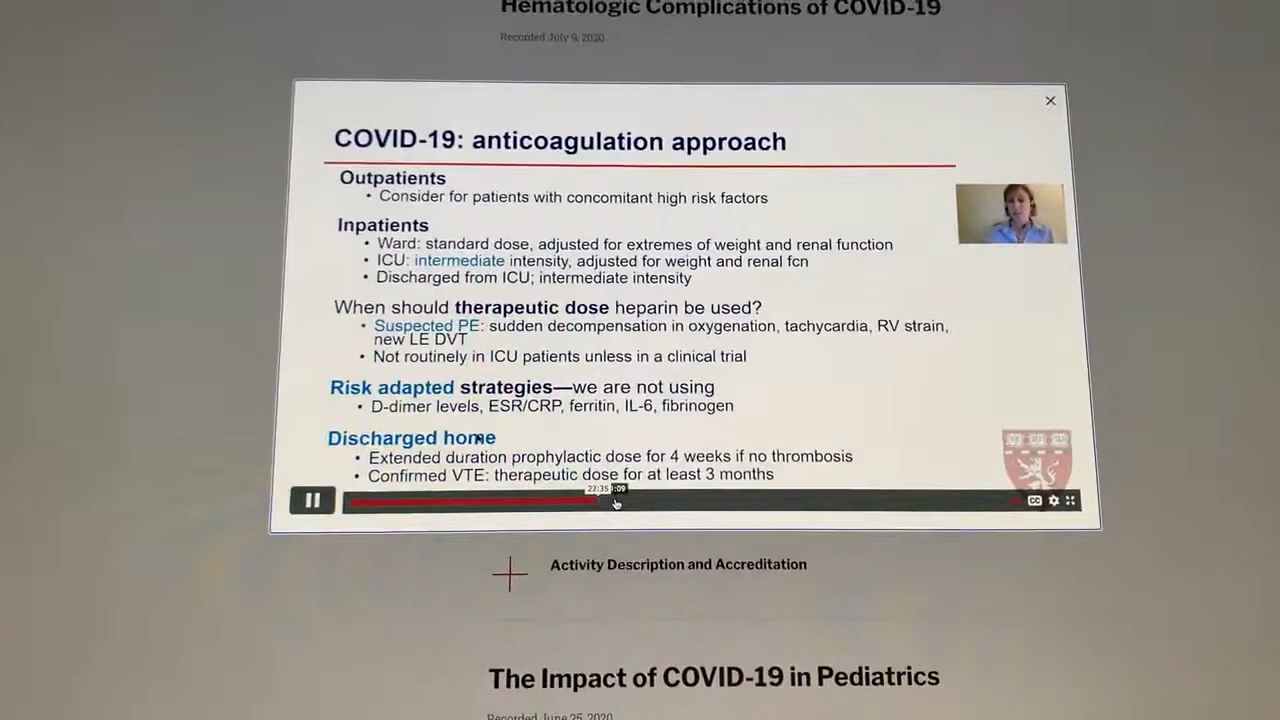 Hematologic Complications of COVID-19
Recorded July 9, 2020
COVID-19: anticoagulation approach
Outpatients
• Consider for patients with concomitant high risk factors
Inpatients
• Ward: standard dose, adjusted for extremes of weight and renal function
• ICU: intermediate intensity, adjusted for weight and renal fcn
• Discharged from ICU; intermediate intensity
When should therapeutic dose heparin be used?
• Suspected PE: sudden decompensation in oxygenation, tachycardia, RV strain,
new LE DVT
• Not routinely in ICU patients unless in a clinical trial
Risk adapted strategies—we are not using
• D-dimer levels, ESR/CRP, ferritin, IL-6, fibrinogen
Discharged home
• Extended duration prophylactic dose for 4 weeks if no thrombosis
• Confirmed VTE: therapeutic dose for at least 3 months
22:35 :09
CC
Activity Description and Accreditation
The Impact of COVID-19 in Pediatrics
Recorded June 25, 2020